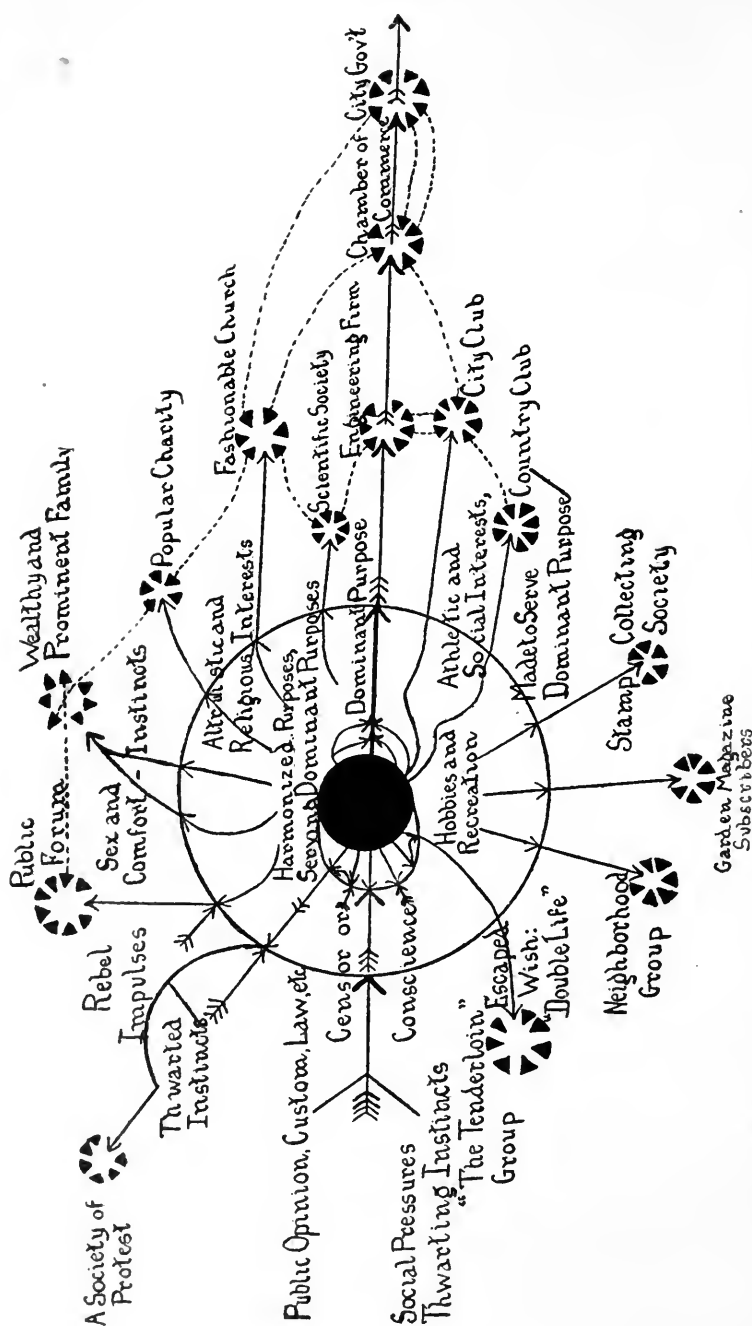 A Society of
Protest
Public
Forum
Wealthy and
Prominent Family
Popular Charity
Fashionable Church
Scientific Society
Engineering Firm
Chamber of
Commerce
City Gov't
City Club
Country Club
Rebel
Impulses
Thwarted
Instincts
Sex and
Comfort - Instincts
Altruistic and
Religious Interests
Harmonized Purposes,
Serving Dominant Purposes
Dominant Purpose
Athletic and
Social Interests,
Made to Serve
Dominant Purpose
Public Opinion, Custom, Law, etc.
Censor or
Conscience"
Social Pressures
Thwarting Instincts
Hobbies and
Recreation
"The Tenderloin"
Group
Escaped
Wish:
"Double Life"
Neighborhood
Group
Garden Magazine
Subscribers
Stamp Collecting
Society